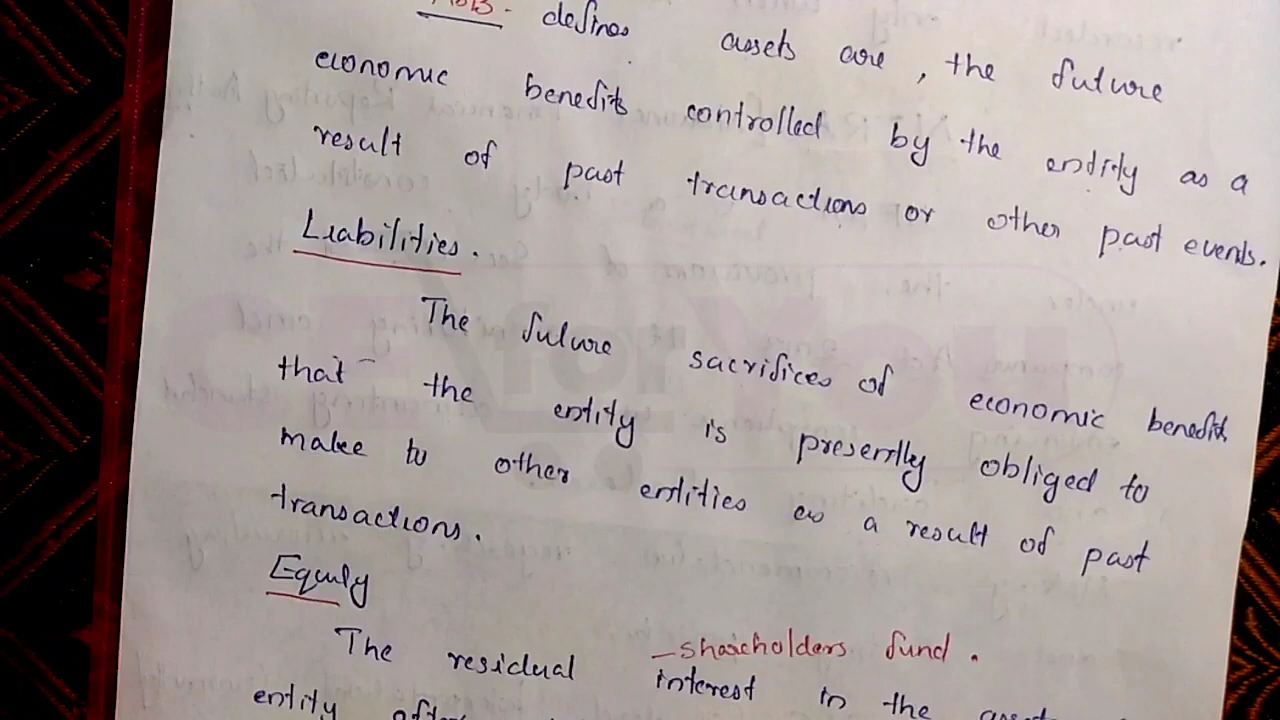 defines assets are, the future
economic benefits controlled by the entity as a
result of past transactions or other past events.
Liabilities.
The future sacrifices of economic benefits
that the entity is presently obliged to
make to other entities as a result of past
transactions.
Equity
– shareholders fund.
The residual interest in the
entity